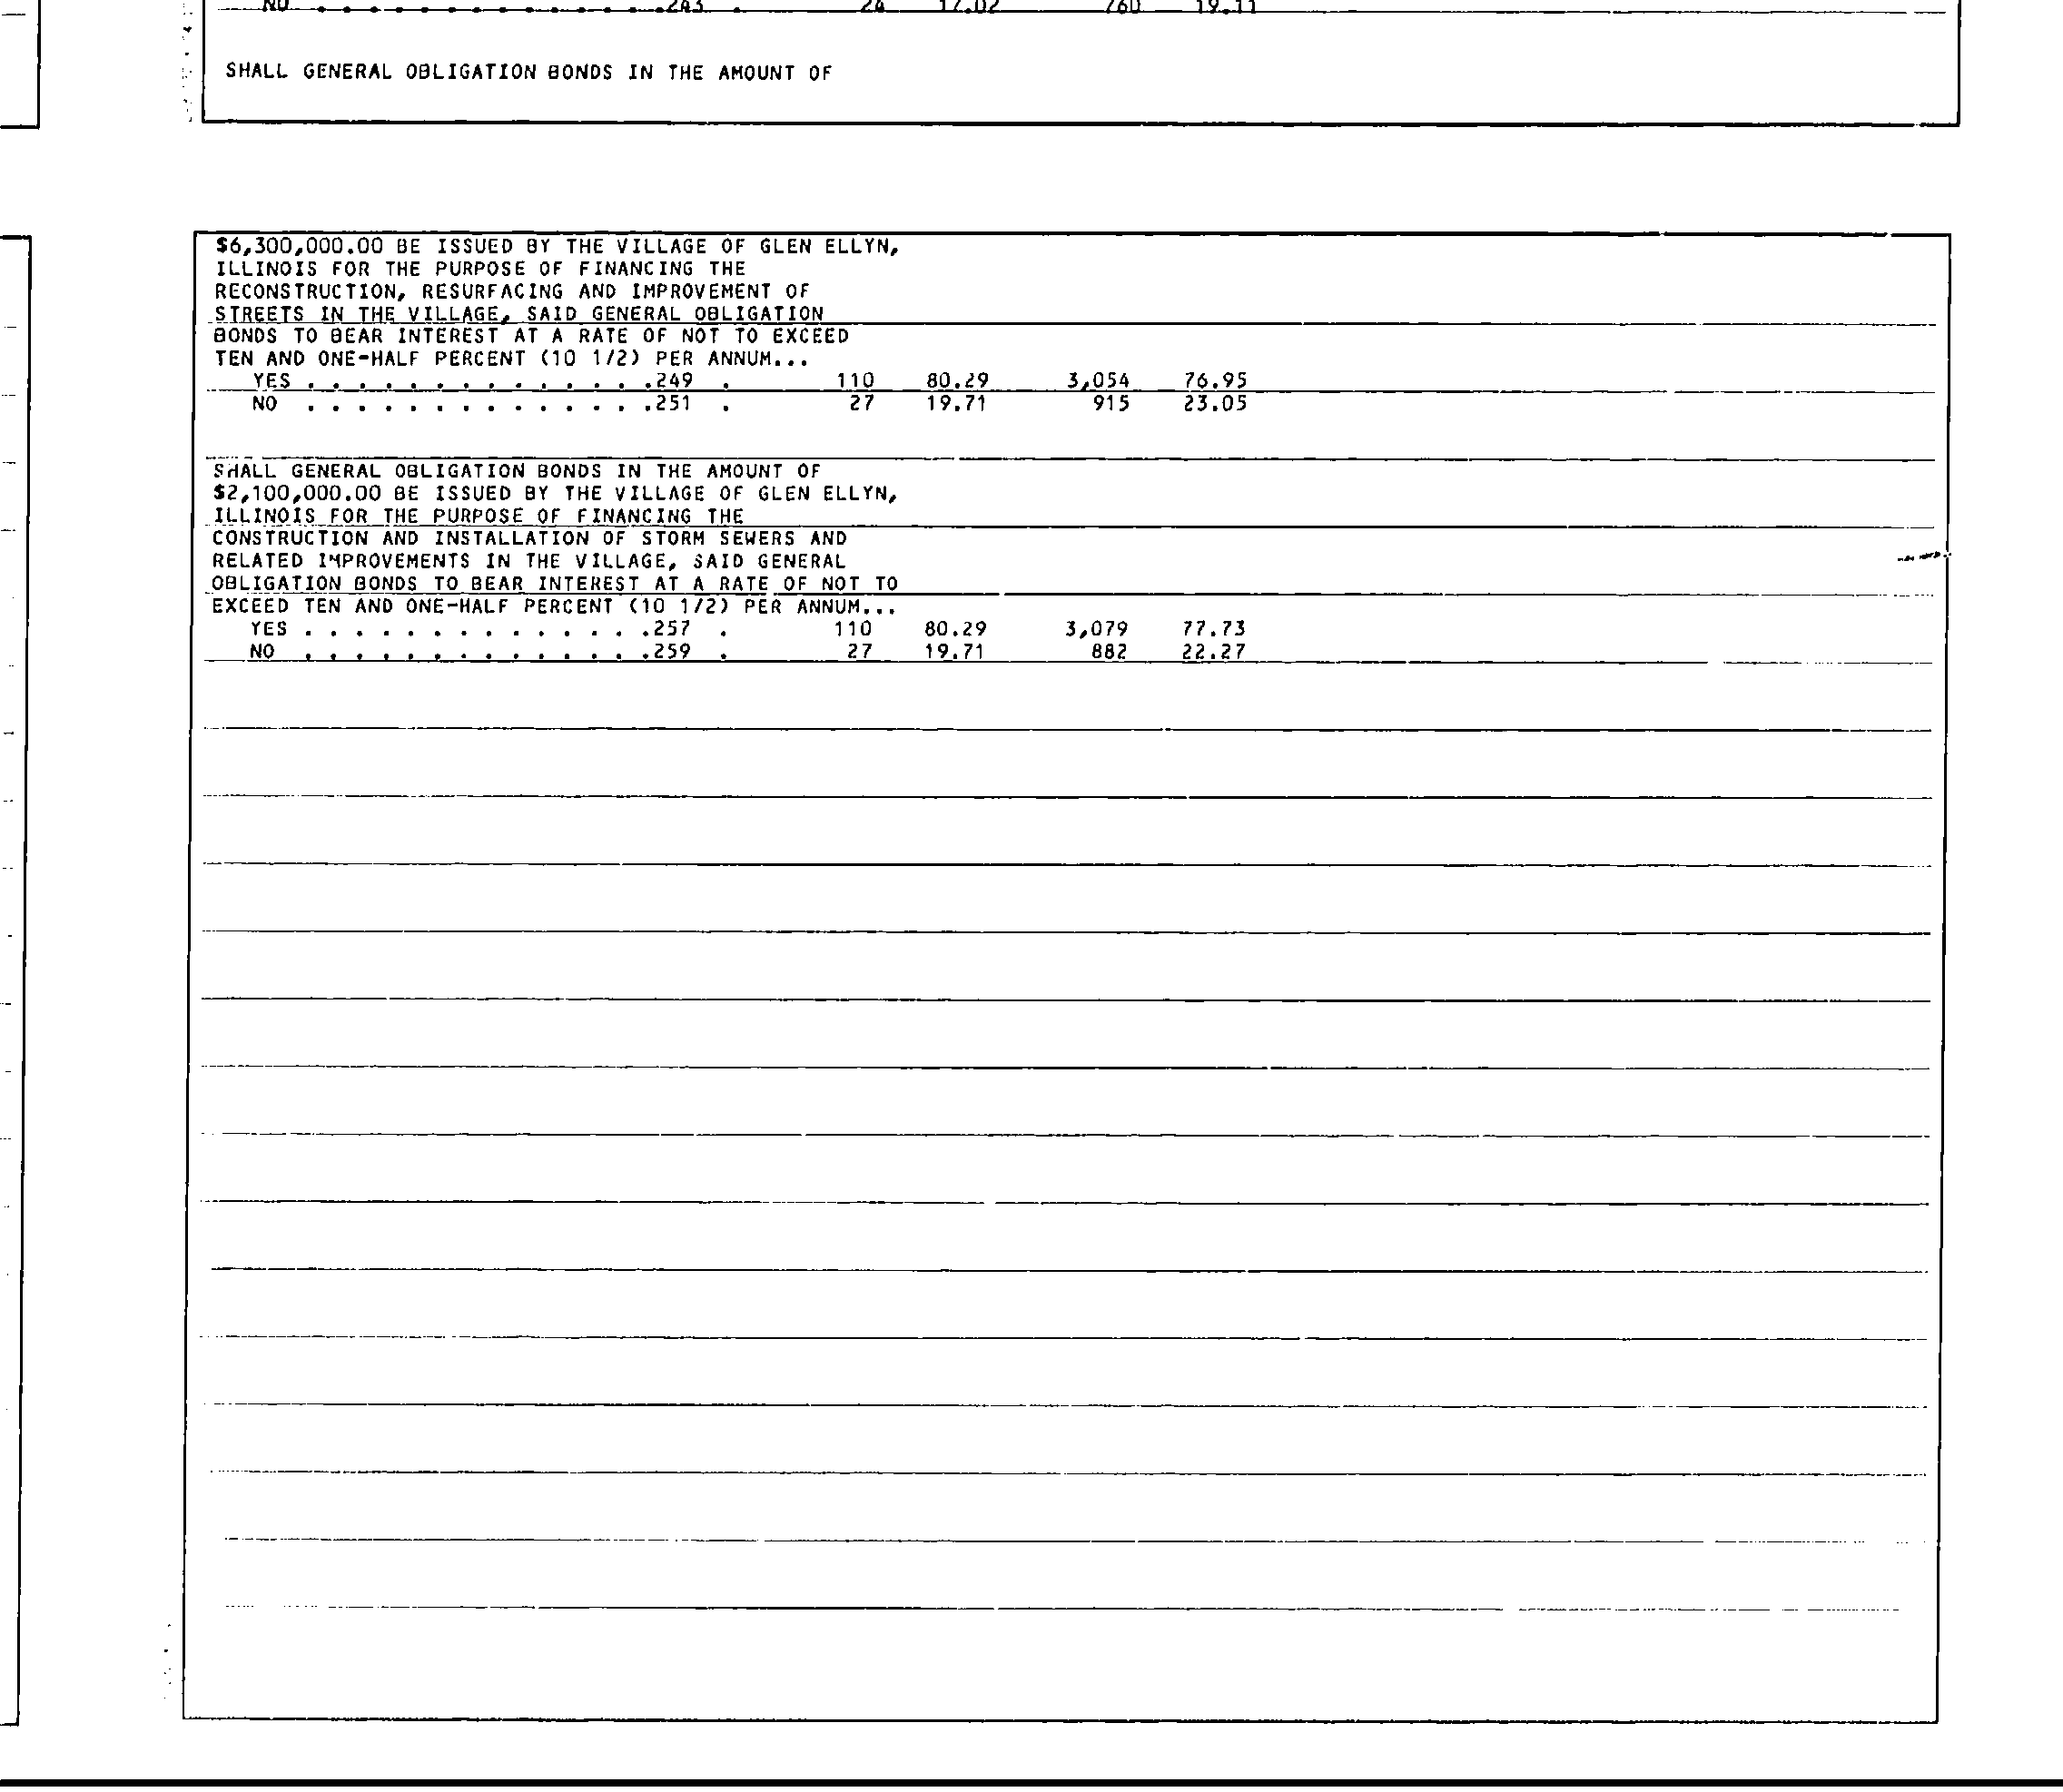 NO . . . . . . . . . . . . . .243 . 24 17.02 760 19.11
SHALL GENERAL OBLIGATION BONDS IN THE AMOUNT OF
$6,300,000.00 BE ISSUED BY THE VILLAGE OF GLEN ELLYN,
ILLINOIS FOR THE PURPOSE OF FINANCING THE
RECONSTRUCTION, RESURFACING AND IMPROVEMENT OF
STREETS IN THE VILLAGE, SAID GENERAL OBLIGATION
BONDS TO BEAR INTEREST AT A RATE OF NOT TO EXCEED
TEN AND ONE-HALF PERCENT (10 1/2) PER ANNUM...
YES . . . . . . . . . . . . . .249 . 110 80.29 3,054 76.95
NO . . . . . . . . . . . . . .251 . 27 19.71 915 23.05
SHALL GENERAL OBLIGATION BONDS IN THE AMOUNT OF
$2,100,000.00 BE ISSUED BY THE VILLAGE OF GLEN ELLYN,
ILLINOIS FOR THE PURPOSE OF FINANCING THE
CONSTRUCTION AND INSTALLATION OF STORM SEWERS AND
RELATED IMPROVEMENTS IN THE VILLAGE, SAID GENERAL
OBLIGATION BONDS TO BEAR INTEREST AT A RATE OF NOT TO
EXCEED TEN AND ONE-HALF PERCENT (10 1/2) PER ANNUM...
YES . . . . . . . . . . . . . .257 . 110 80.29 3,079 77.73
NO . . . . . . . . . . . . . .259 . 27 19.71 882 22.27